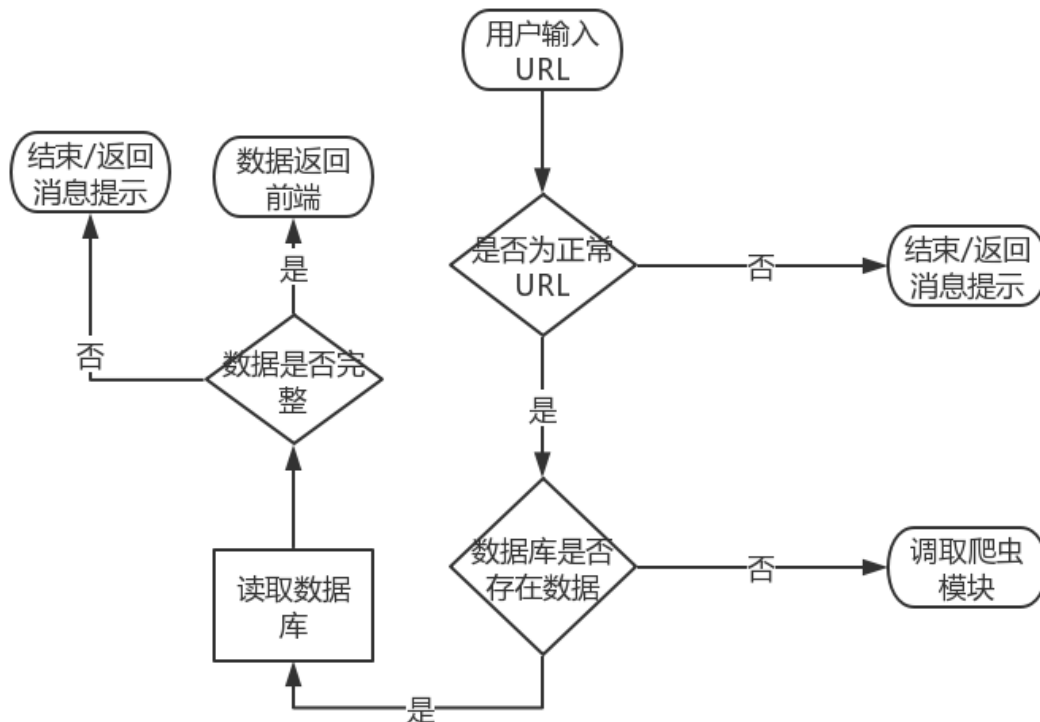 用户输入
URL
结束/返回
消息提示
数据返回
前端
是否为正常
URL
否
结束/返回
消息提示
是
否
数据是否完
整
是
数据库是否
存在数据
否
调取爬虫
模块
读取数据
库
是